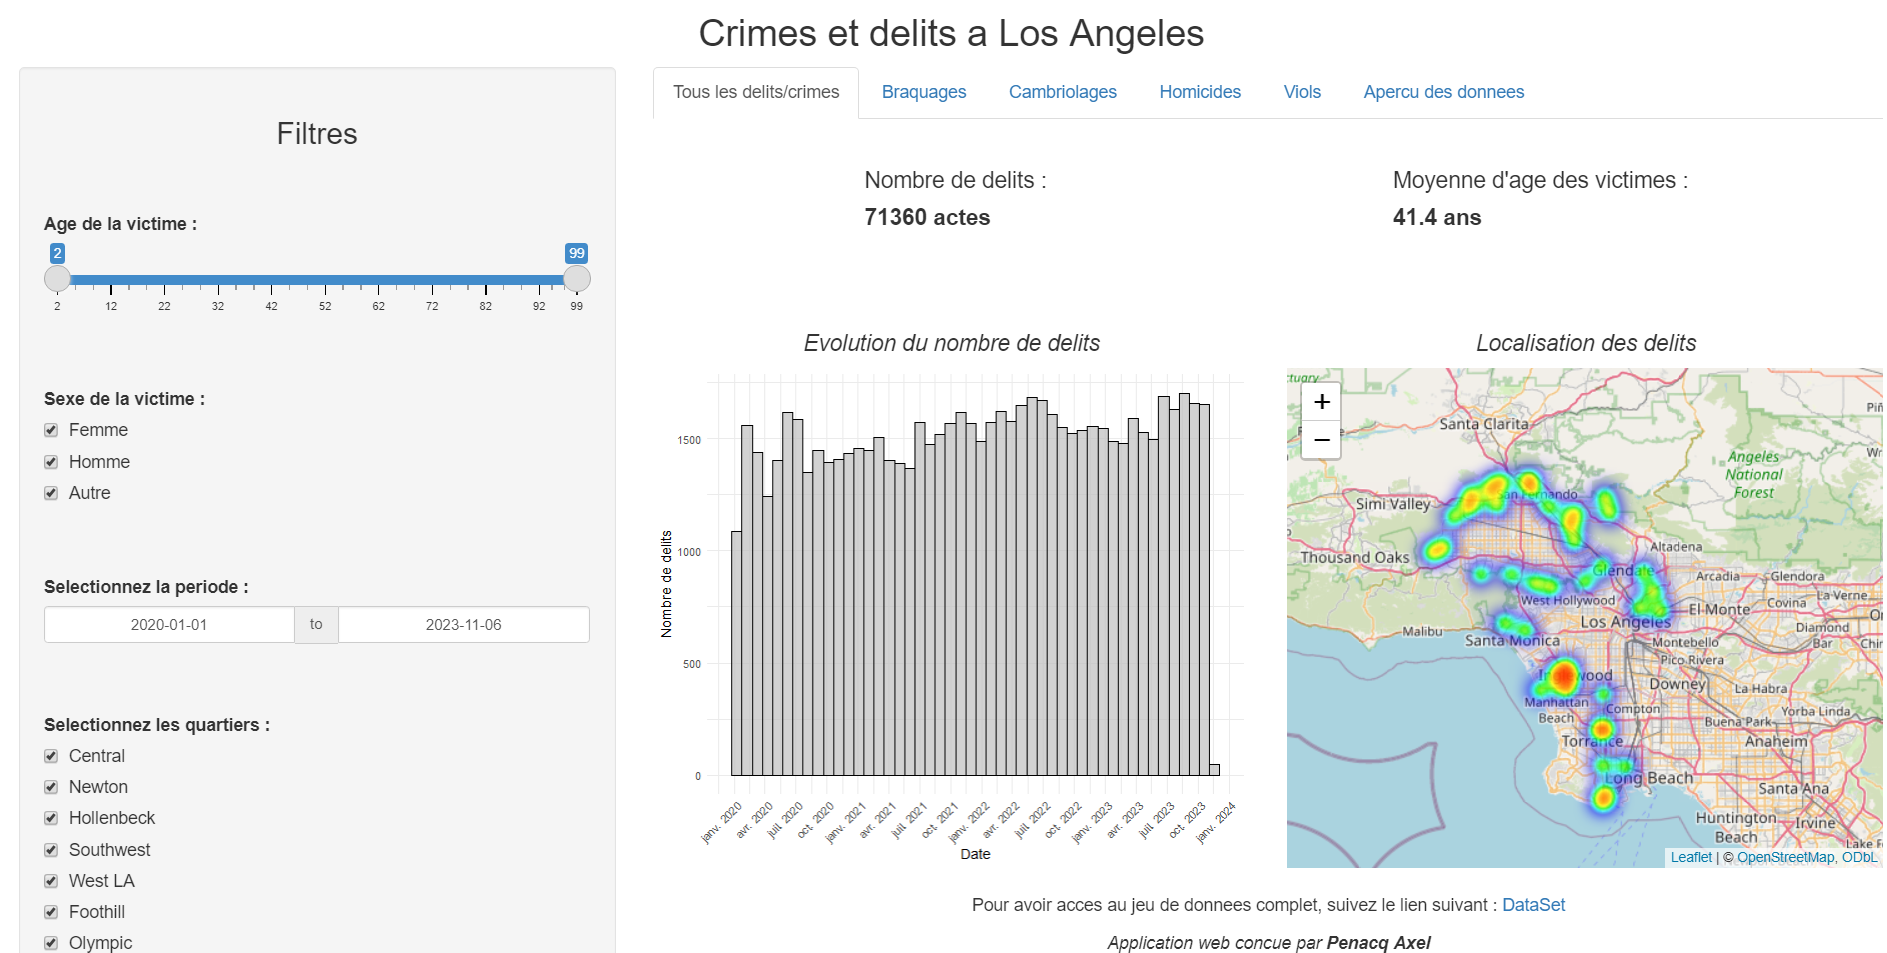 Crimes et delits a Los Angeles
Filtres
Age de la victime :
2
99
2 12 22 32 42 52 62 72 82 92 99
Sexe de la victime :
Femme
Homme
Autre
Selectionnez la periode :
2020-01-01 to 2023-11-06
Selectionnez les quartiers :
Central
Newton
Hollenbeck
Southwest
West LA
Foothill
Olympic
Tous les delits/crimes Braquages Cambriolages Homicides Viols Apercu des donnees
Nombre de delits :
71360 actes
Moyenne d'age des victimes :
41.4 ans
Evolution du nombre de delits
Nombre de delits
1500
1000
500
0
janv. 2020 avr. 2020 juil. 2020 oct. 2020 janv. 2021 avr. 2021 juil. 2021 oct. 2021 janv. 2022 avr. 2022 juil. 2022 oct. 2022 janv. 2023 avr. 2023 juil. 2023 oct. 2023 janv. 2024
Date
Localisation des delits
+
−
ctuary
Santa Clarita
Angeles
National
Forest
Simi Valley
San Fernando
Thousand Oaks
Altadena
Glendale
Arcadia
Glendora
West Hollywood
El Monte
Covina
La Verne
Los Angeles
Malibu
Santa Monica
Diamond
Bar
Montebello
Pico Rivera
Downey
La Habra
Manhattan
Beach
Compton
Buena Park
Yorba Linda
Torrance
Anaheim
Long Beach
Santa Ana
Huntington
Beach
Irvine
Leaflet | © OpenStreetMap, ODbL
Pour avoir acces au jeu de donnees complet, suivez le lien suivant : DataSet
Application web concue par Penacq Axel